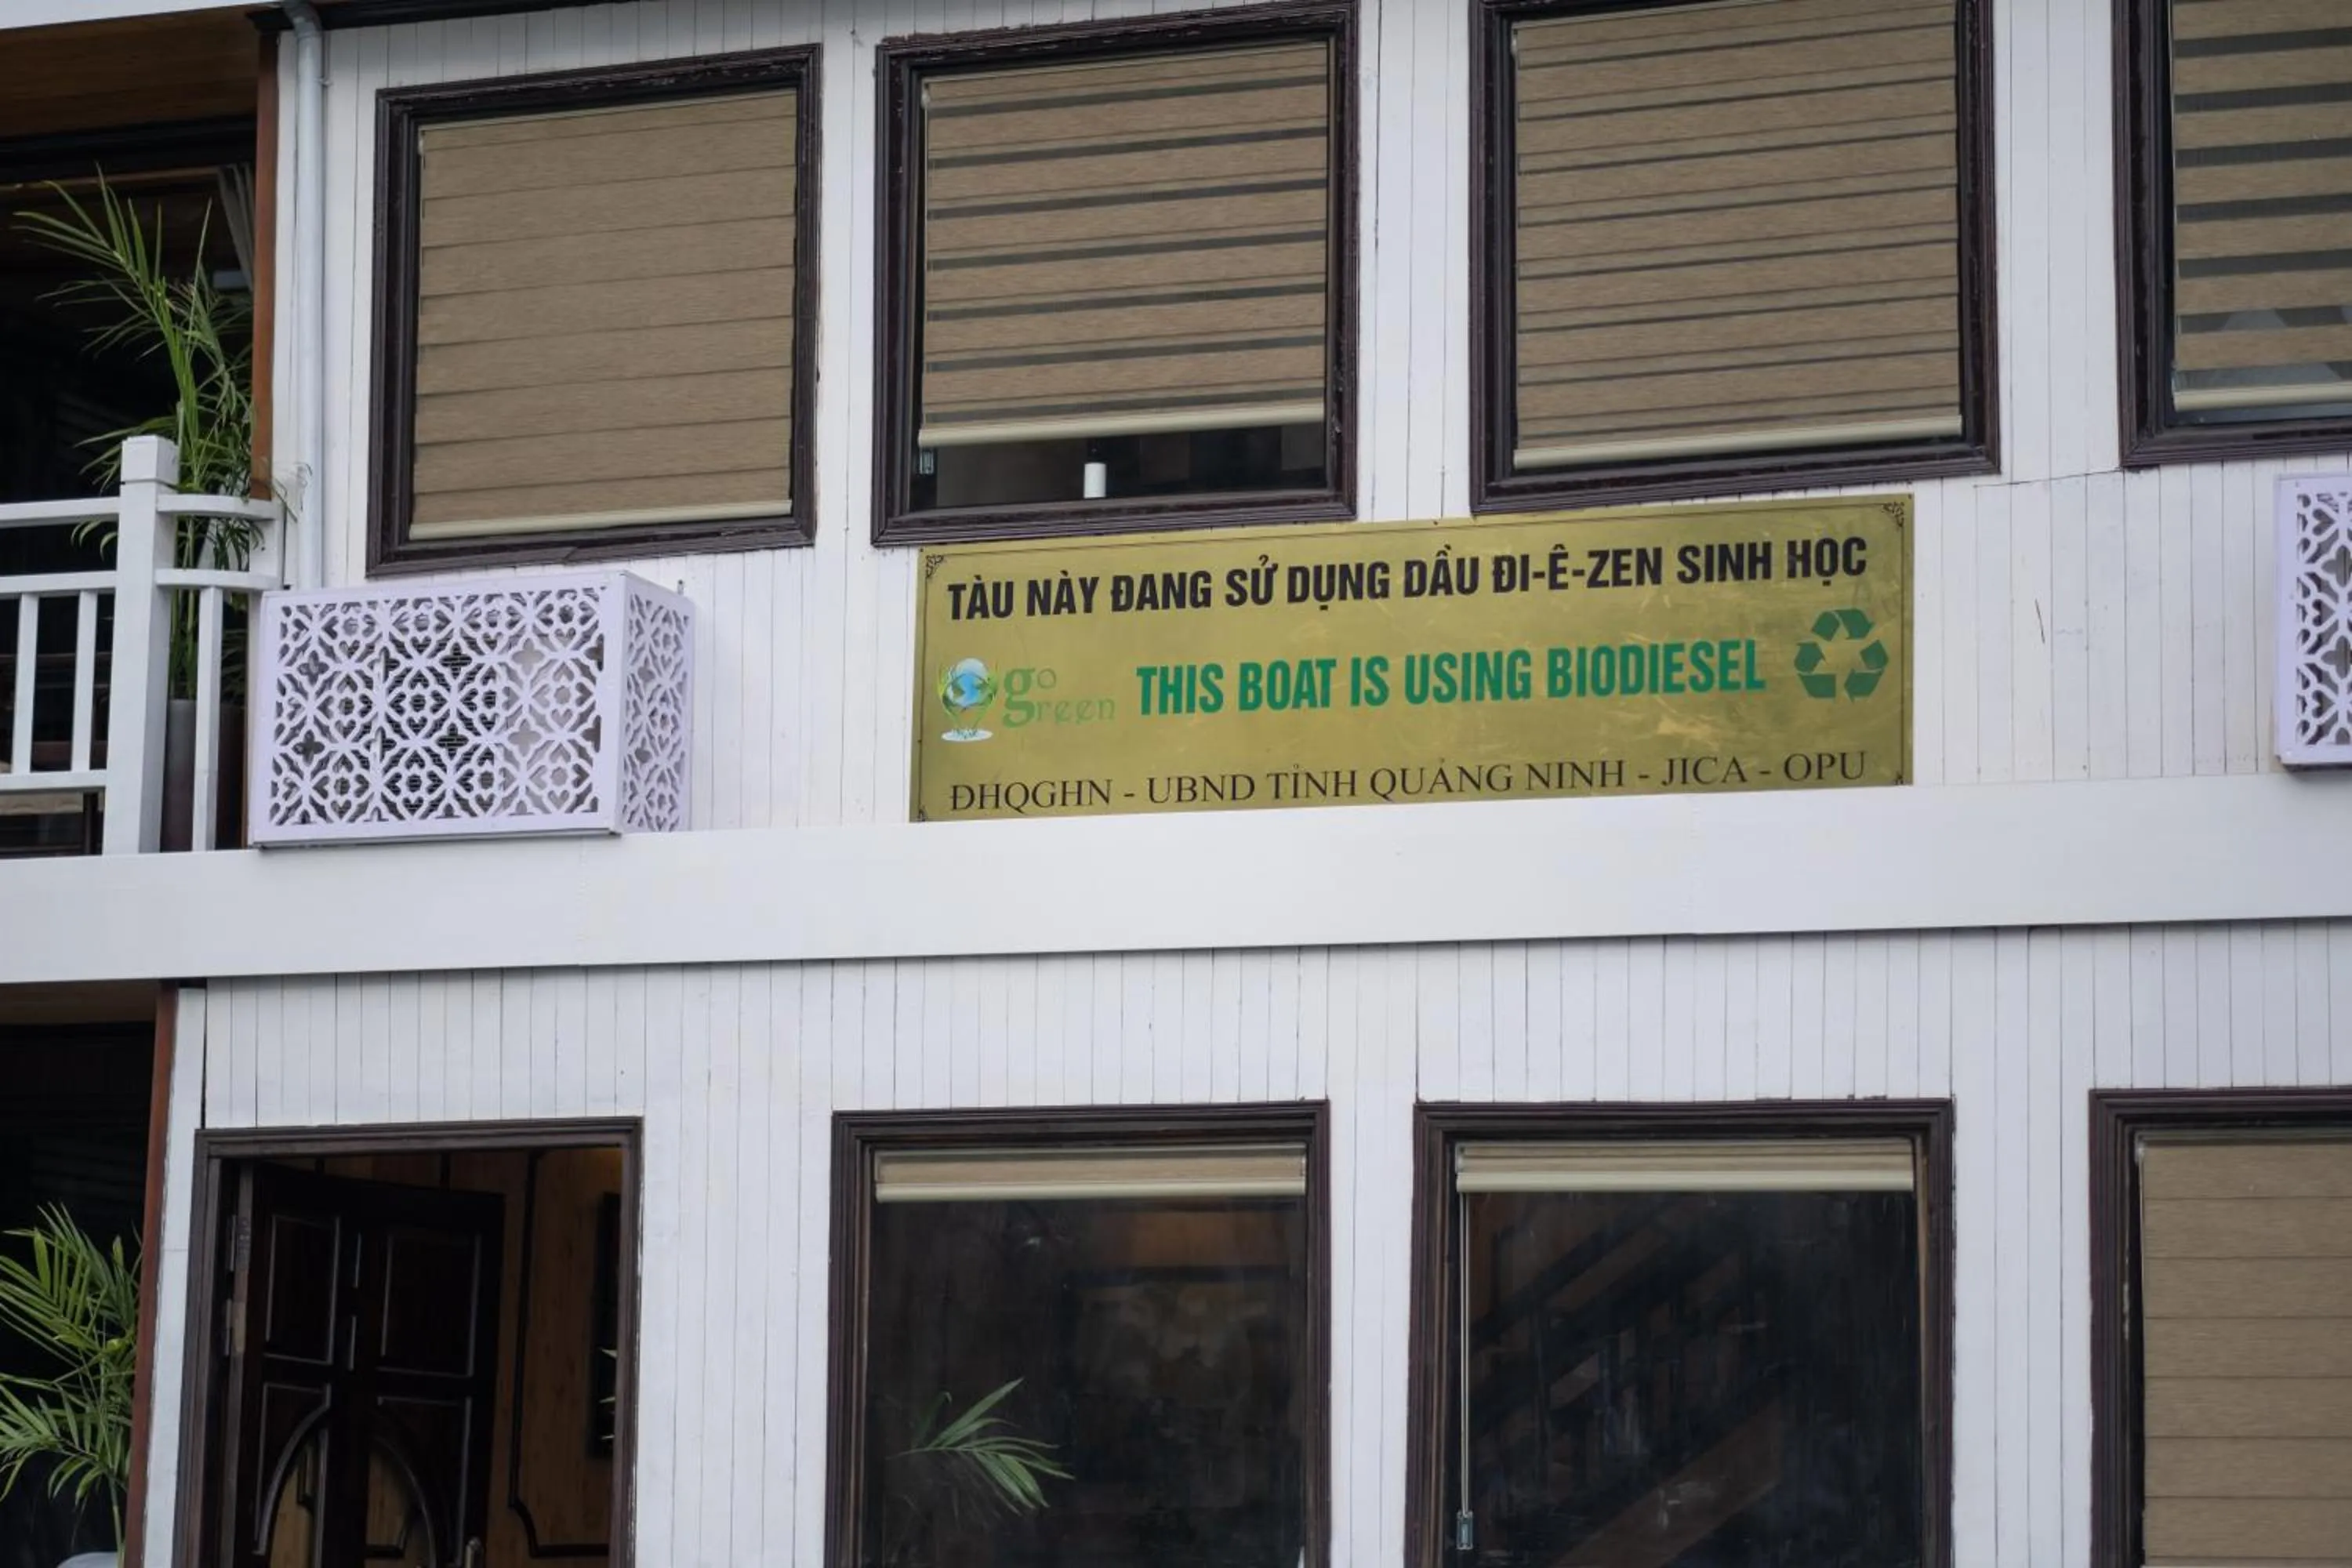 TÀU NÀY ĐANG SỬ DỤNG DẦU ĐI-Ê-ZEN SINH HỌC
go
green
THIS BOAT IS USING BIODIESEL
ĐHQGHN - UBND TỈNH QUẢNG NINH - JICA - OPU